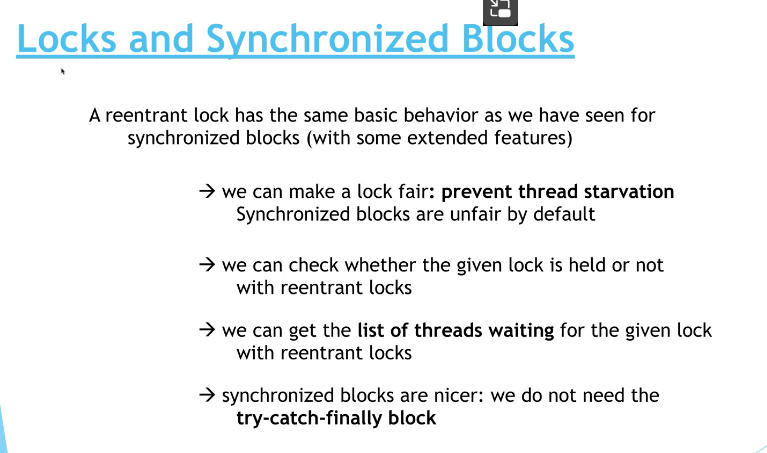 Locks and Synchronized Blocks
A reentrant lock has the same basic behavior as we have seen for
synchronized blocks (with some extended features)
→ we can make a lock fair: prevent thread starvation
Synchronized blocks are unfair by default
→ we can check whether the given lock is held or not
with reentrant locks
→ we can get the list of threads waiting for the given lock
with reentrant locks
→ synchronized blocks are nicer: we do not need the
try-catch-finally block